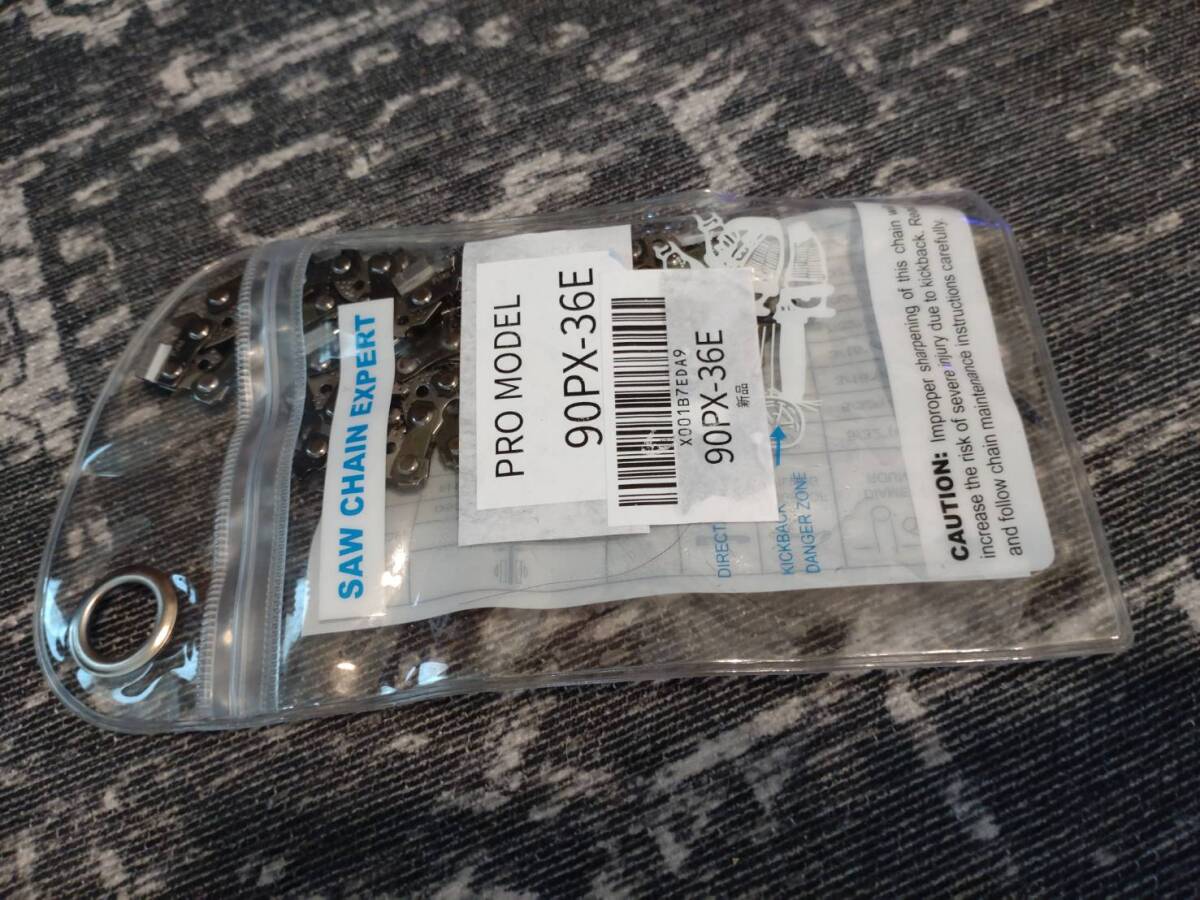 SAW CHAIN EXPERT
PRO MODEL
90PX-36E
X001B7EDA9
90PX-36E
新品
DIRECT
KICKBACK
DANGER ZONE
CAUTION: Improper sharpening of this chain
increase the risk of severe injury due to kickback.
and follow chain maintenance instructions carefully.